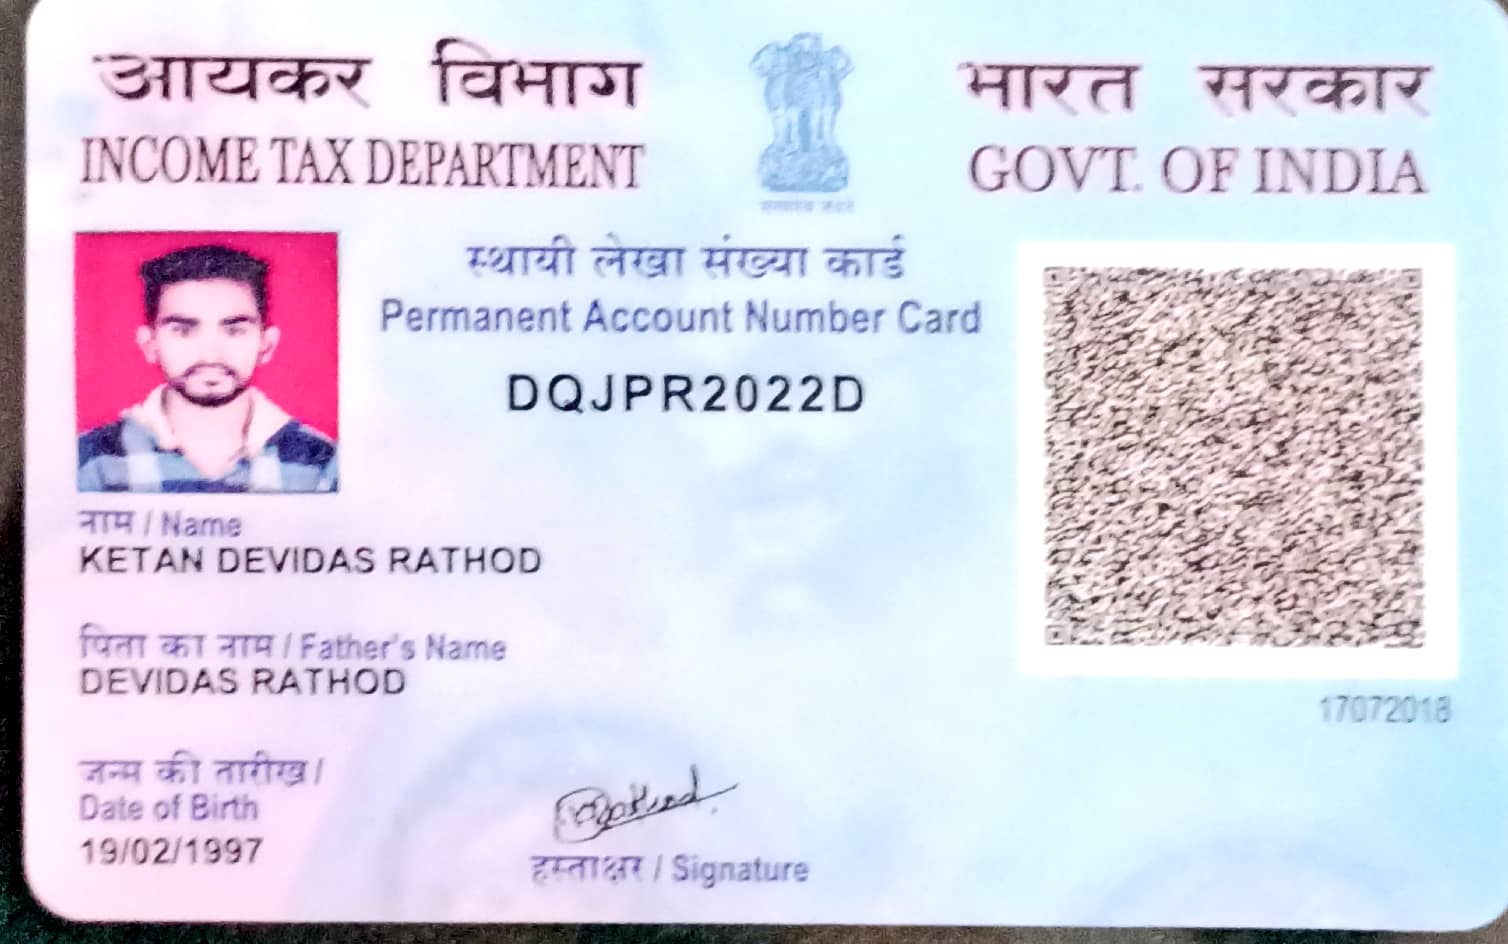 आयकर विभाग
INCOME TAX DEPARTMENT
भारत सरकार
GOVT. OF INDIA
स्थायी लेखा संख्या कार्ड
Permanent Account Number Card
DQJPR2022D
नाम / Name
KETAN DEVIDAS RATHOD
पिता का नाम / Father's Name
DEVIDAS RATHOD
17072018
जन्म की तारीख /
Date of Birth
19/02/1997
हस्ताक्षर / Signature